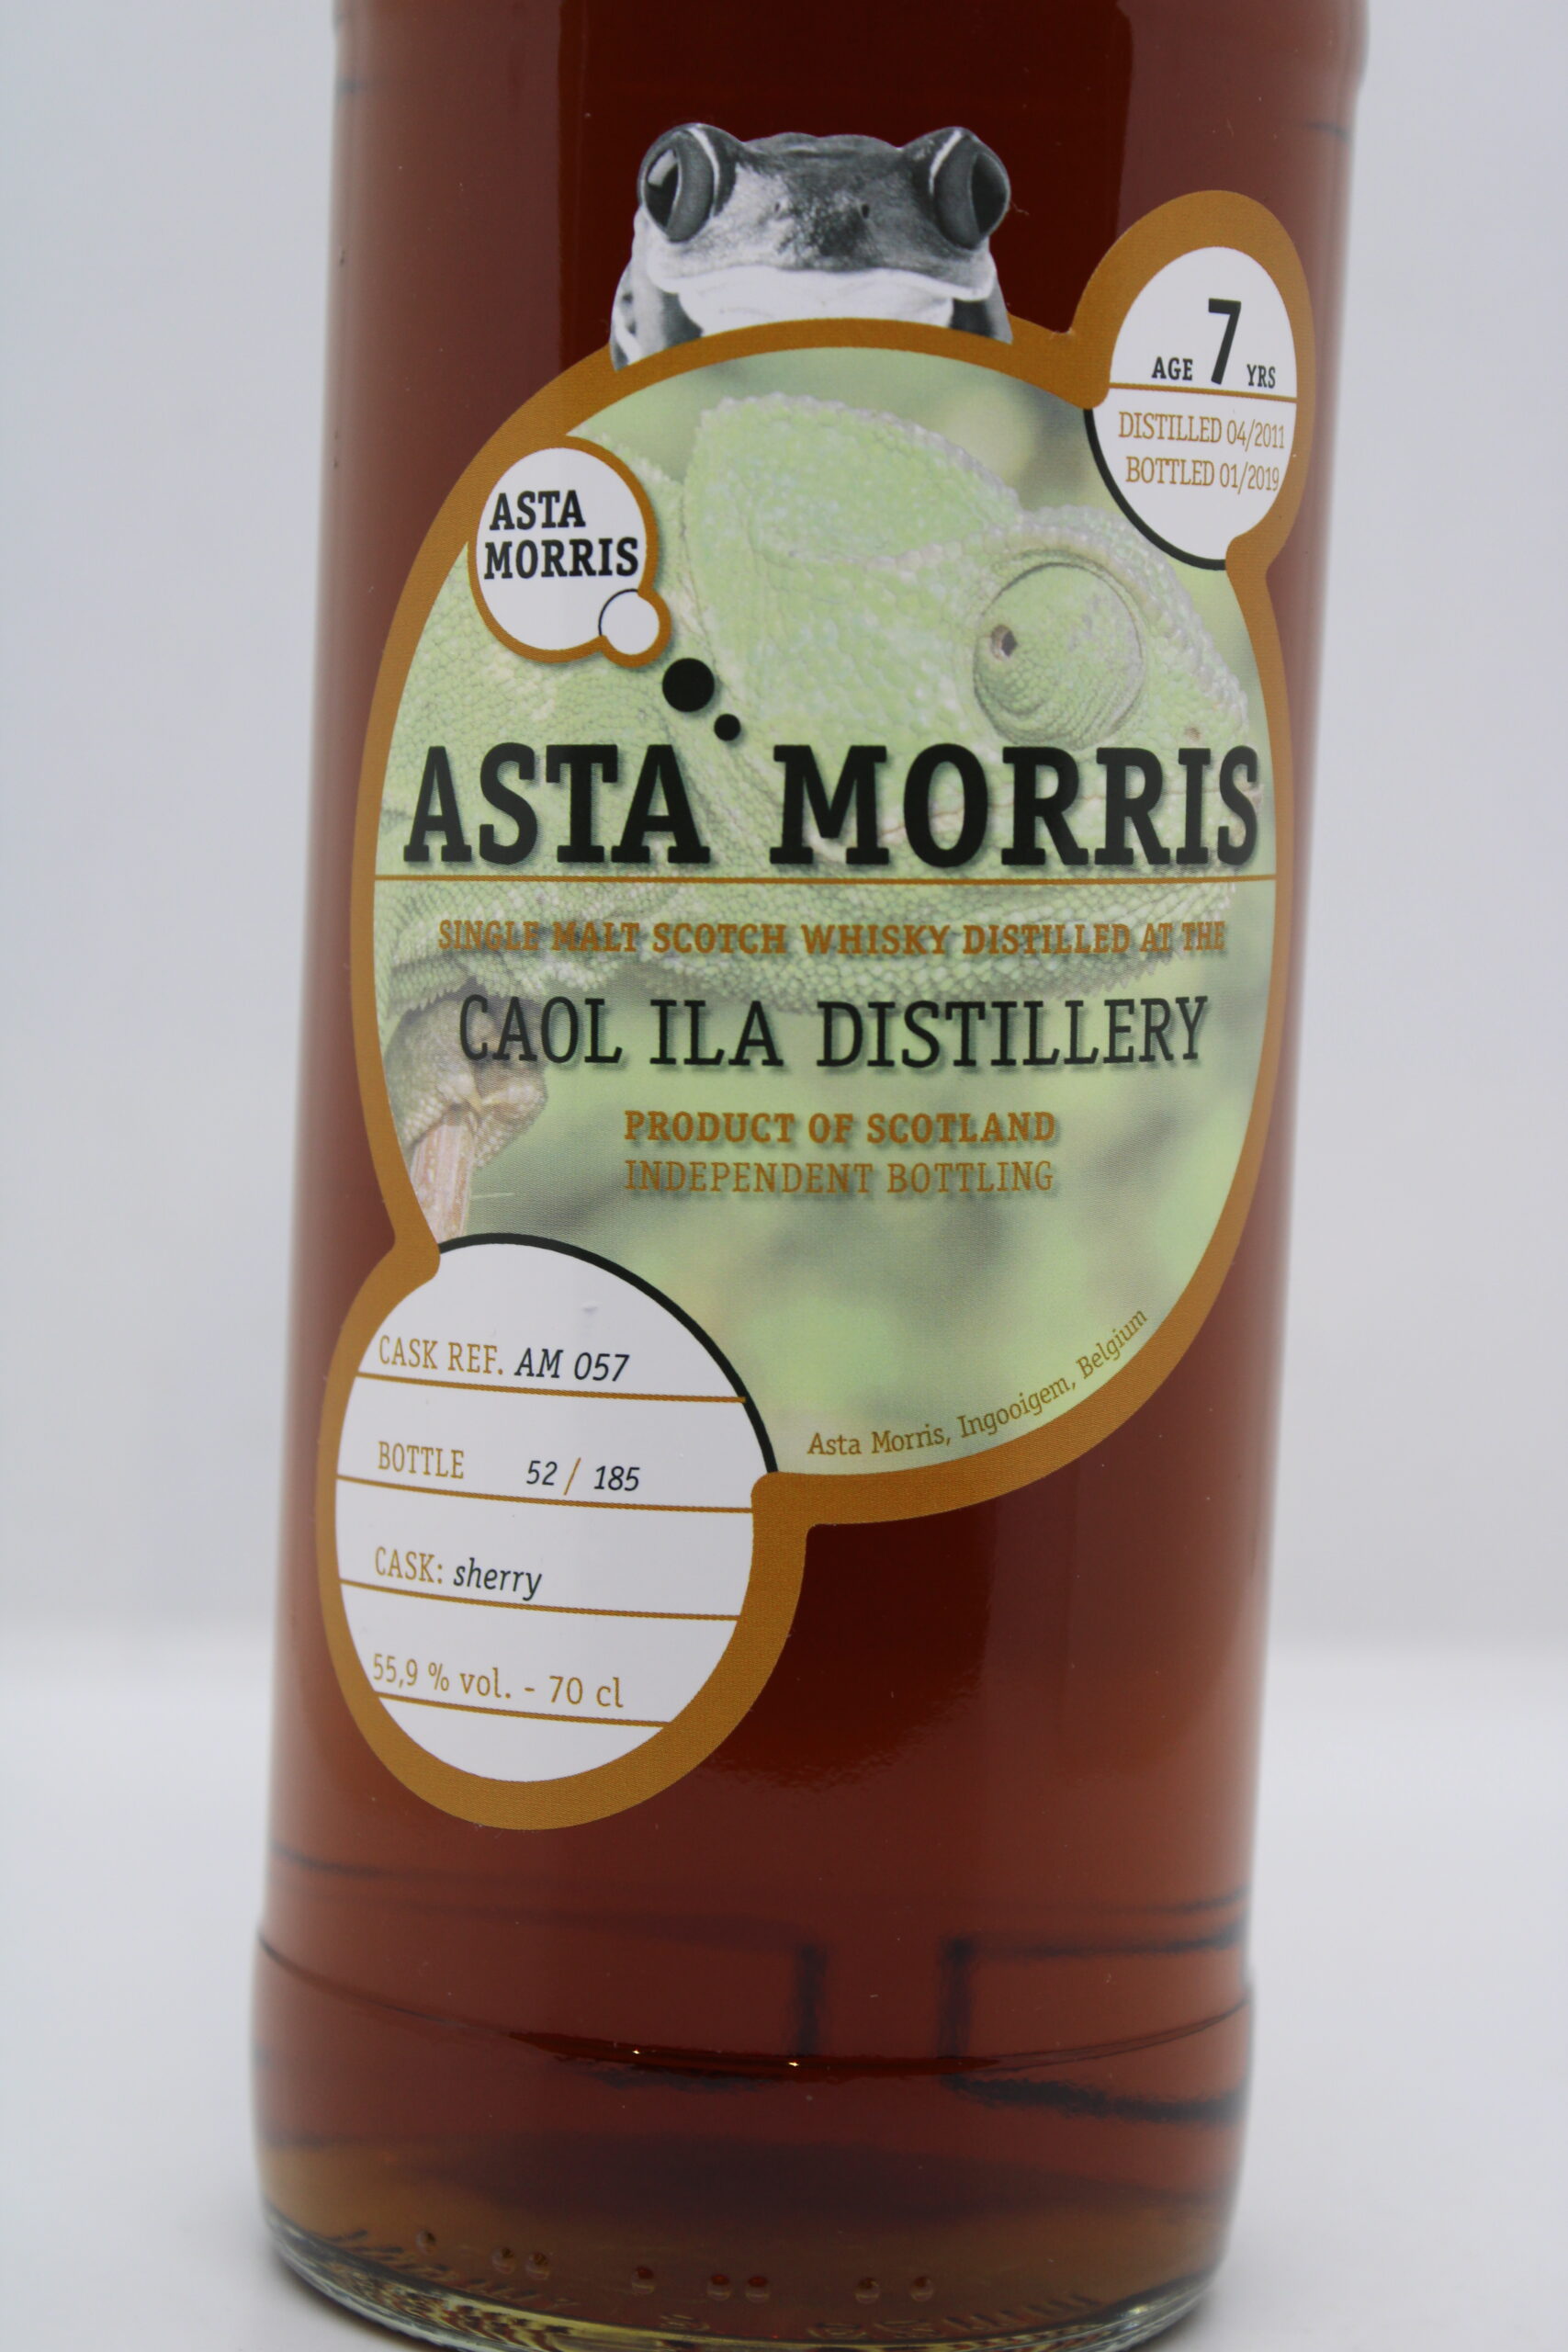 AGE 7 YRS
DISTILLED 04/2011
BOTTLED 01/2019
ASTA
MORRIS
ASTA MORRIS
SINGLE MALT SCOTCH WHISKY DISTILLED AT THE
CAOL ILA DISTILLERY
PRODUCT OF SCOTLAND
INDEPENDENT BOTTLING
Asta Morris, Ingooigem, Belgium
CASK REF. AM 057
BOTTLE 52 / 185
CASK: sherry
55,9 % vol. - 70 cl